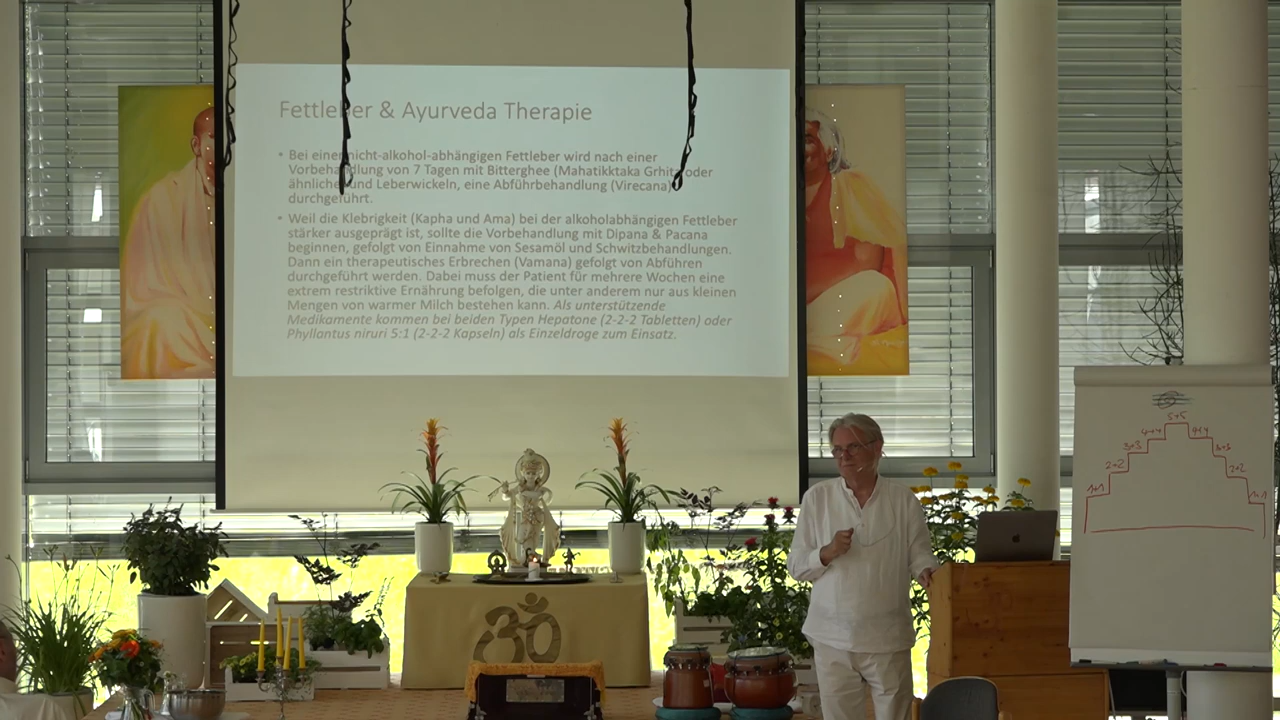 Fettleber & Ayurveda Therapie
• Bei einer nicht-alkohol-abhängigen Fettleber wird nach einer
Vorbehandlung von 7 Tagen mit Bitterghee (Mahatikktaka Grhita oder
ähnliche) und Leberwickeln, eine Abführbehandlung (Virecana)
durchgeführt.
• Weil die Klebrigkeit (Kapha und Ama) bei der alkoholabhängigen Fettleber
stärker ausgeprägt ist, sollte die Vorbehandlung mit Dipana & Pacana
beginnen, gefolgt von Einnahme von Sesamöl und Schwitzbehandlungen.
Dann ein therapeutisches Erbrechen (Vamana) gefolgt von Abführen
durchgeführt werden. Dabei muss der Patient für mehrere Wochen eine
extrem restriktive Ernährung befolgen, die unter anderem nur aus kleinen
Mengen von warmer Milch bestehen kann. Als unterstützende
Medikamente kommen bei beiden Typen Hepatone (2-2-2 Tabletten) oder
Phyllantus niruri 5:1 (2-2-2 Kapseln) als Einzeldroge zum Einsatz.
5+5
4+4 4+4
3+3 3+3
2+2 2+2
1+1 1+1
ॐ